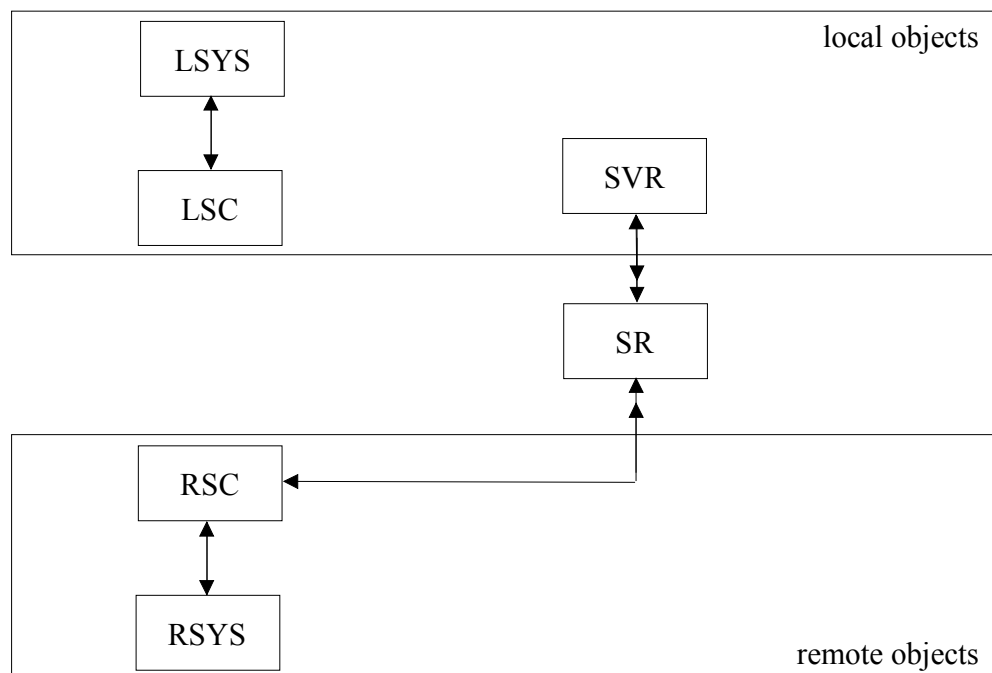 local objects
LSYS
LSC
SVR
SR
RSC
RSYS
remote objects